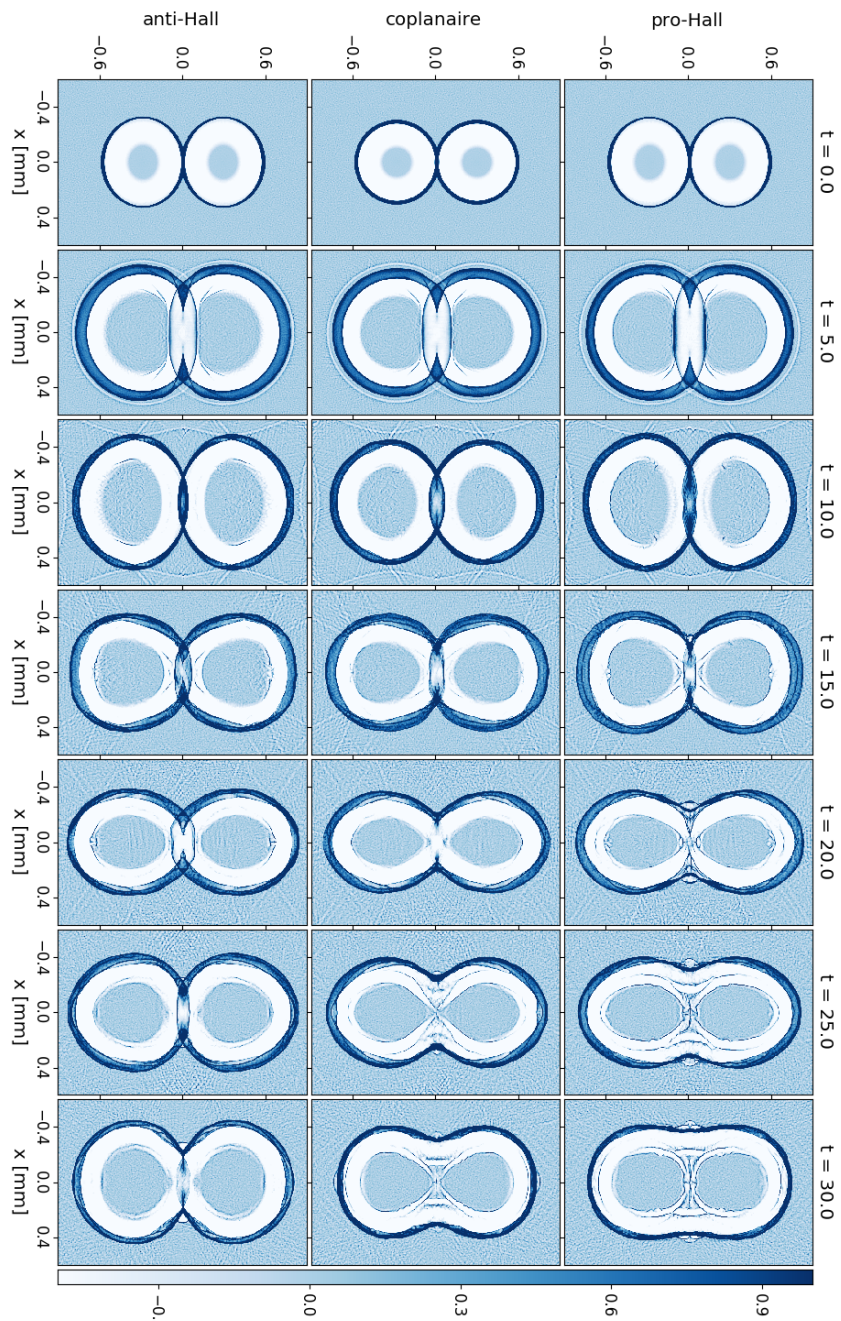 anti-Hall coplanaire pro-Hall
−0.6 0.0 0.6 −0.6 0.0 0.6 −0.6 0.0 0.6
t = 0.0
−0.4 0.0 0.4
x [mm]
t = 5.0
−0.4 0.0 0.4
x [mm]
t = 10.0
−0.4 0.0 0.4
x [mm]
t = 15.0
−0.4 0.0 0.4
x [mm]
t = 20.0
−0.4 0.0 0.4
x [mm]
t = 25.0
−0.4 0.0 0.4
x [mm]
t = 30.0
−0.4 0.0 0.4
x [mm]
−0. 0.0 0.3 0.6 0.9